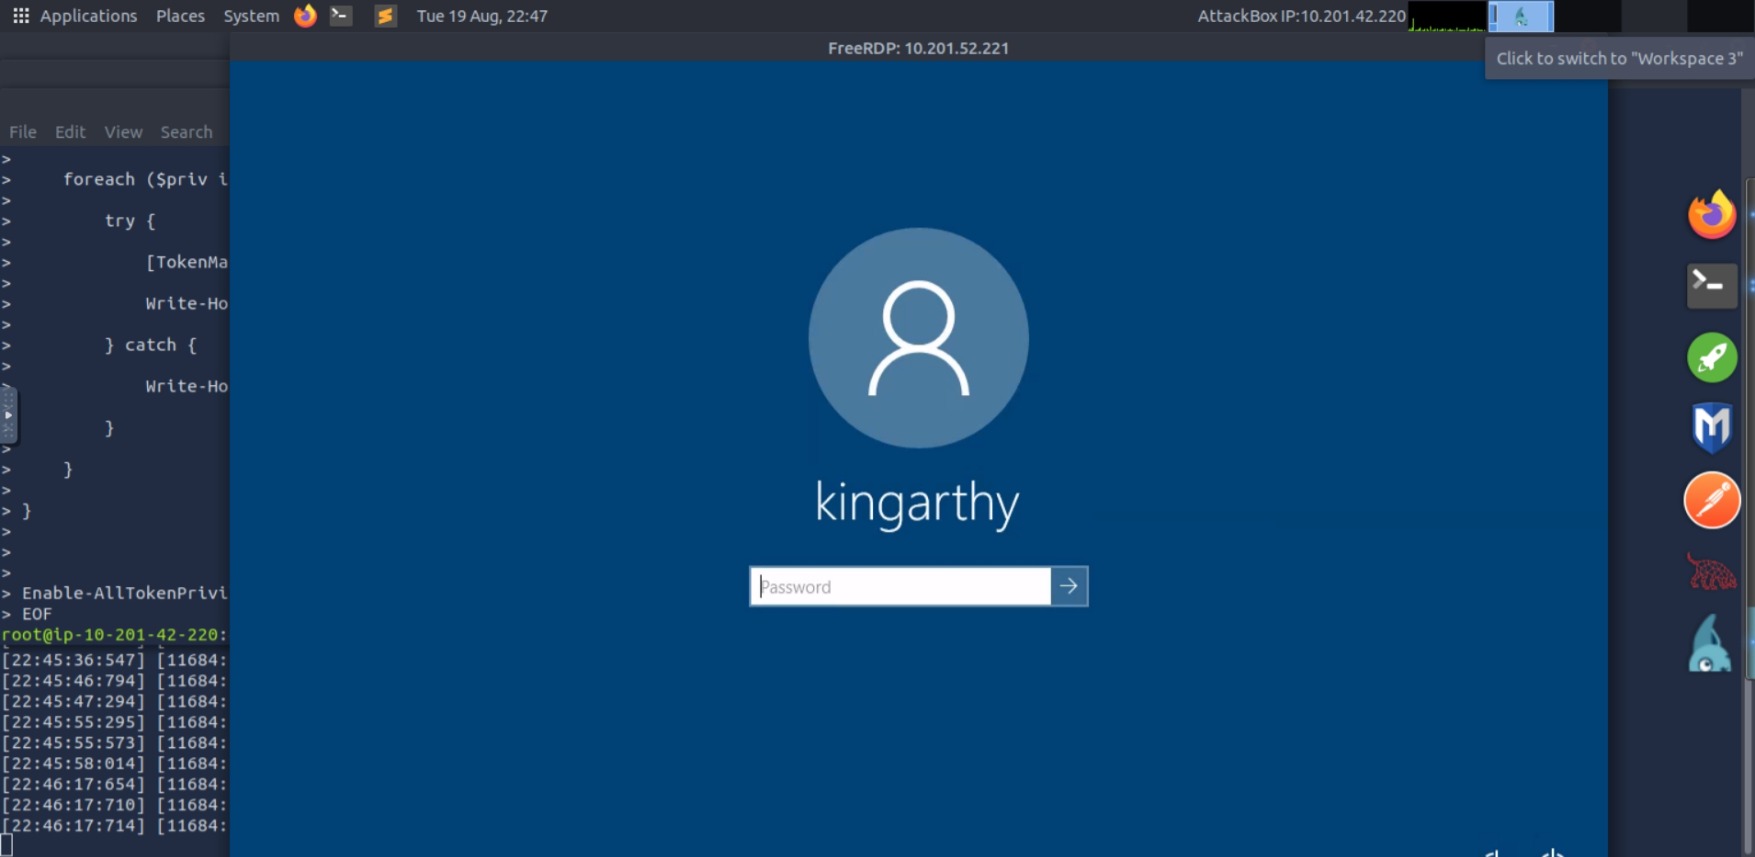 Applications Places System Tue 19 Aug, 22:47 AttackBox IP:10.201.42.220
FreeRDP: 10.201.52.221
Click to switch to "Workspace 3"
File Edit View Search
>
> foreach ($priv i
>
> try {
>
> [TokenMa
>
> Write-Ho
>
> } catch {
>
> Write-Ho
> }
>
> }
>
> }
>
>
>
> Enable-AllTokenPrivi
> EOF
root@ip-10-201-42-220:
[22:45:36:547] [11684:
[22:45:46:794] [11684:
[22:45:47:294] [11684:
[22:45:55:295] [11684:
[22:45:55:573] [11684:
[22:45:58:014] [11684:
[22:46:17:654] [11684:
[22:46:17:710] [11684:
[22:46:17:714] [11684:
kingarthy
Password